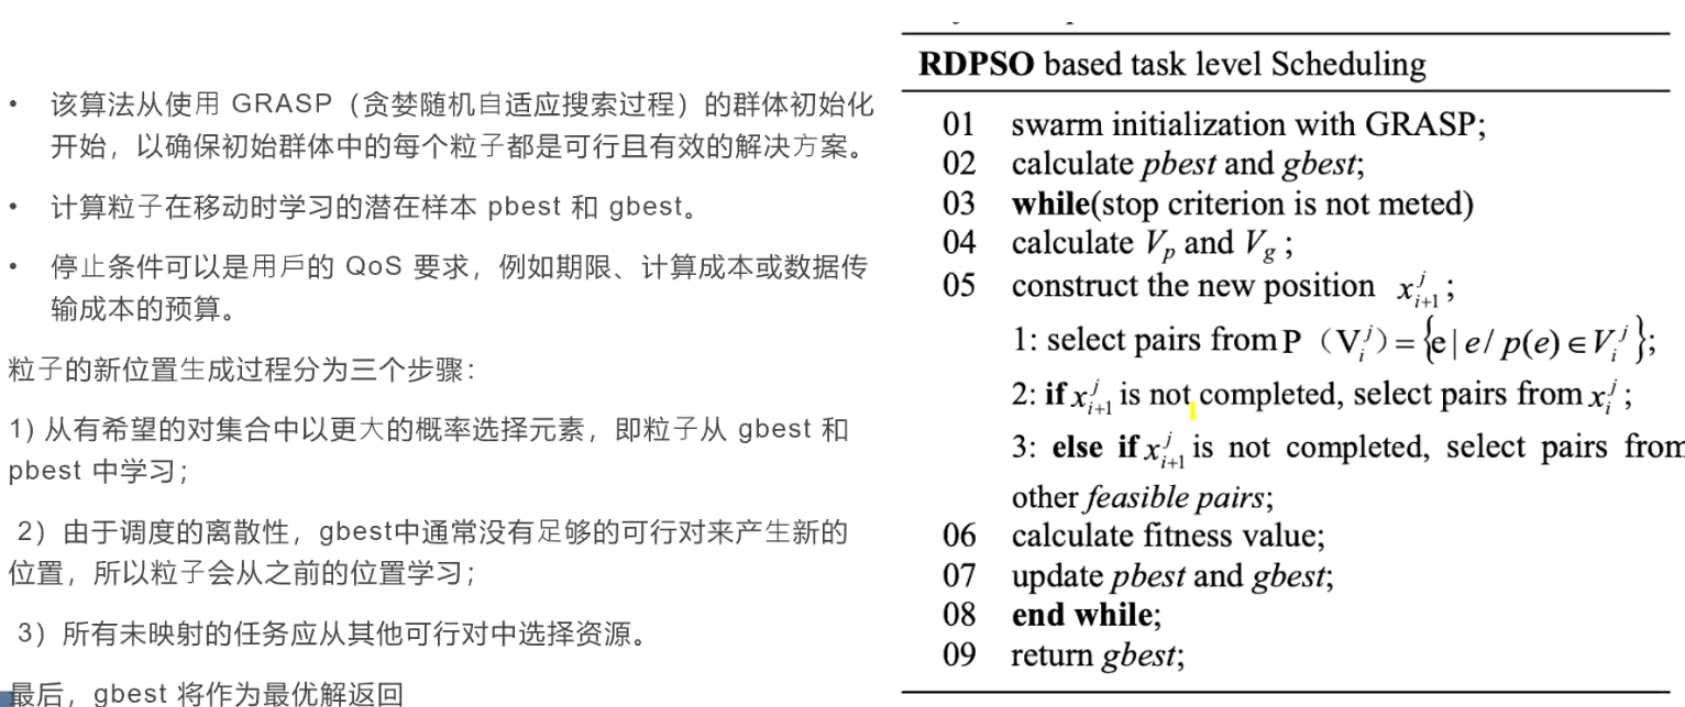 • 该算法从使用 GRASP（贪婪随机自适应搜索过程）的群体初始化
开始，以确保初始群体中的每个粒子都是可行且有效的解决方案。
• 计算粒子在移动时学习的潜在样本 pbest 和 gbest。
• 停止条件可以是用戶的 QoS 要求，例如期限、计算成本或数据传
输成本的预算。
粒子的新位置生成过程分为三个步骤：
1) 从有希望的对集合中以更大的概率选择元素，即粒子从 gbest 和
pbest 中学习；
2）由于调度的离散性，gbest中通常没有足够的可行对来产生新的
位置，所以粒子会从之前的位置学习；
3）所有未映射的任务应从其他可行对中选择资源。
最后，gbest 将作为最优解返回
RDPSO based task level Scheduling
01 swarm initialization with GRASP;
02 calculate pbest and gbest;
03 while(stop criterion is not meted)
04 calculate V_p and V_g ;
05 construct the new position x_{i+1}^j ;
1: select pairs from P （V_i^j）= {e | e/ p(e) ∈ V_i^j };
2: if x_{i+1}^j is not completed, select pairs from x_i^j ;
3: else if x_{i+1}^j is not completed, select pairs from
other feasible pairs;
06 calculate fitness value;
07 update pbest and gbest;
08 end while;
09 return gbest;